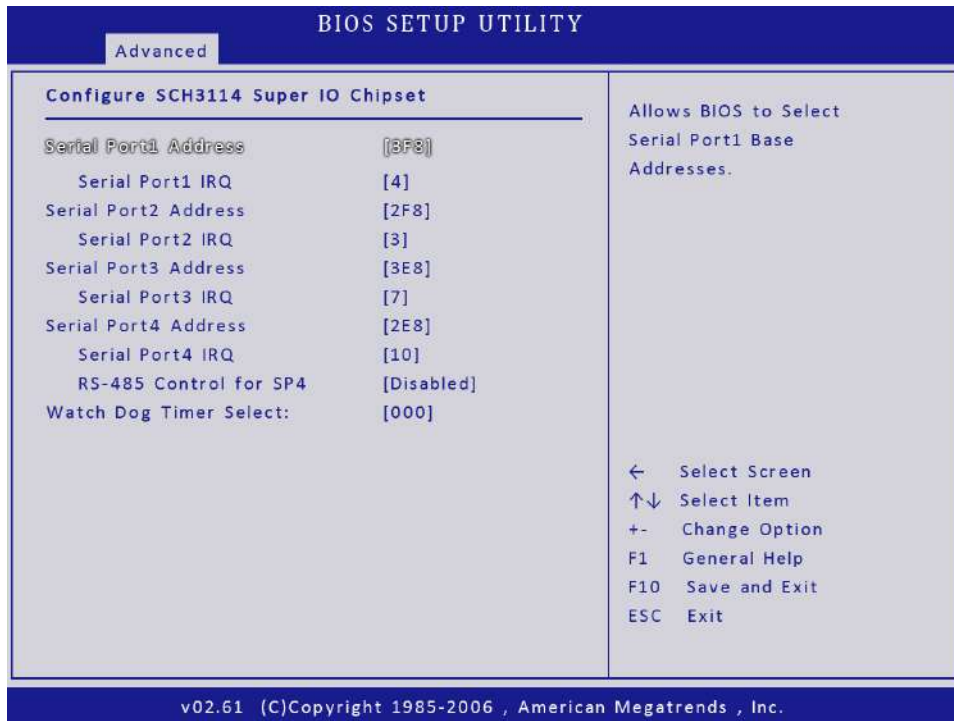 BIOS SETUP UTILITY
Advanced
Configure SCH3114 Super IO Chipset
Serial Port1 Address [3F8]
Serial Port1 IRQ [4]
Serial Port2 Address [2F8]
Serial Port2 IRQ [3]
Serial Port3 Address [3E8]
Serial Port3 IRQ [7]
Serial Port4 Address [2E8]
Serial Port4 IRQ [10]
RS-485 Control for SP4 [Disabled]
Watch Dog Timer Select: [000]
Allows BIOS to Select
Serial Port1 Base
Addresses.
← Select Screen
↑↓ Select Item
+- Change Option
F1 General Help
F10 Save and Exit
ESC Exit
v02.61 (C)Copyright 1985-2006 , American Megatrends , Inc.